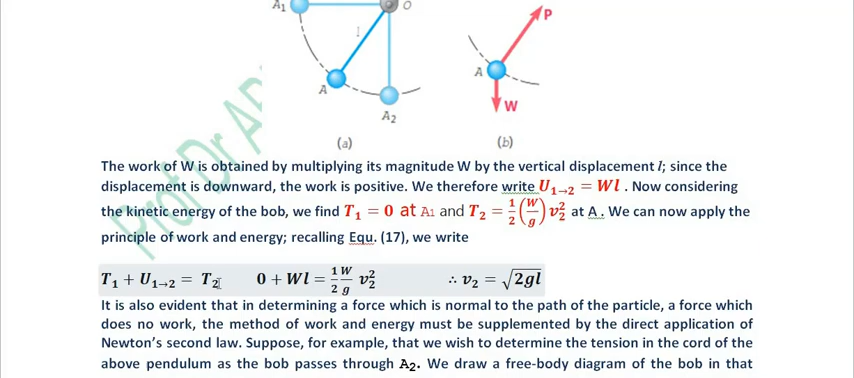 A1
O
l
A
A2
P
A
W
(a)
(b)
Prof Dr
The work of W is obtained by multiplying its magnitude W by the vertical displacement l; since the
displacement is downward, the work is positive. We therefore write U1→2 = Wl . Now considering
the kinetic energy of the bob, we find T1 = 0 at A1 and T2 = 1/2 (W/g) v2² at A . We can now apply the
principle of work and energy; recalling Equ. (17), we write
T1 + U1→2 = T2 0 + Wl = 1/2 W/g v2² ∴ v2 = √2gl
It is also evident that in determining a force which is normal to the path of the particle, a force which
does no work, the method of work and energy must be supplemented by the direct application of
Newton's second law. Suppose, for example, that we wish to determine the tension in the cord of the
above pendulum as the bob passes through A2. We draw a free-body diagram of the bob in that